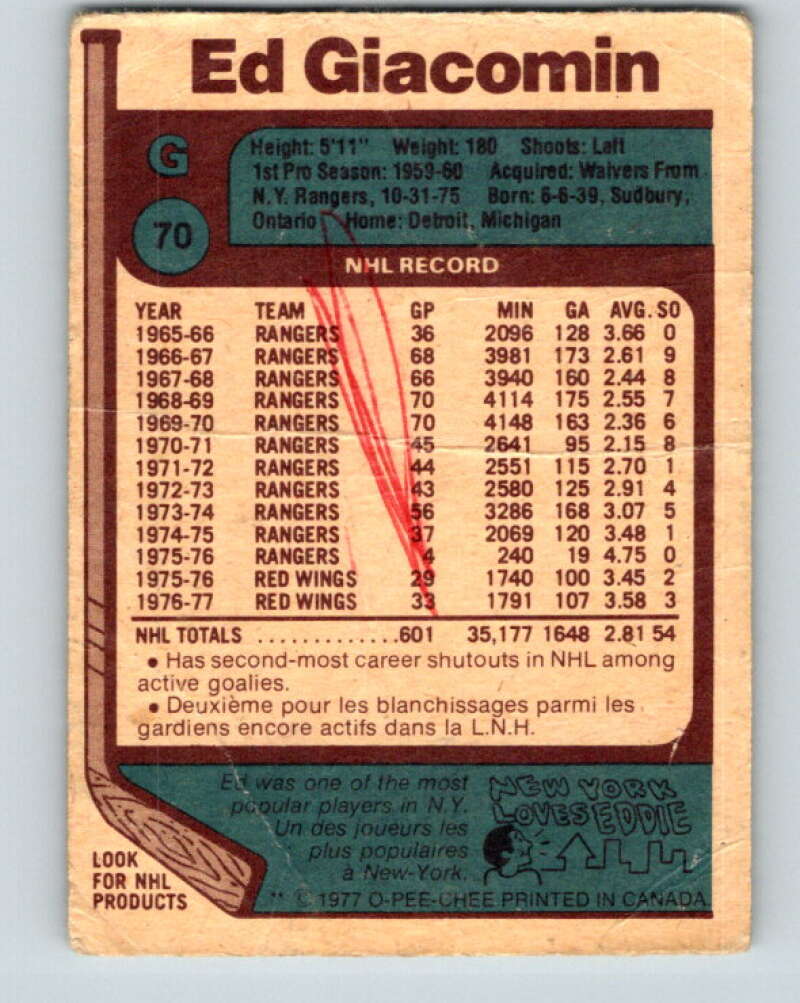 Ed Giacomin
G
70
Height: 5'11" Weight: 180 Shoots: Left
1st Pro Season: 1959-60 Acquired: Waivers From
N.Y. Rangers, 10-31-75 Born: 6-6-39, Sudbury,
Ontario Home: Detroit, Michigan
NHL RECORD
YEAR TEAM GP MIN GA AVG. SO
1965-66 RANGERS 36 2096 128 3.66 0
1966-67 RANGERS 68 3981 173 2.61 9
1967-68 RANGERS 66 3940 160 2.44 8
1968-69 RANGERS 70 4114 175 2.55 7
1969-70 RANGERS 70 4148 163 2.36 6
1970-71 RANGERS 45 2641 95 2.15 8
1971-72 RANGERS 44 2551 115 2.70 1
1972-73 RANGERS 43 2580 125 2.91 4
1973-74 RANGERS 56 3286 168 3.07 5
1974-75 RANGERS 37 2069 120 3.48 1
1975-76 RANGERS 4 240 19 4.75 0
1975-76 RED WINGS 29 1740 100 3.45 2
1976-77 RED WINGS 33 1791 107 3.58 3
NHL TOTALS .............601 35,177 1648 2.81 54
• Has second-most career shutouts in NHL among
active goalies.
• Deuxième pour les blanchissages parmi les
gardiens encore actifs dans la L.N.H.
Ed was one of the most
popular players in N.Y.
Un des joueurs les
plus populaires
à New-York.
NEW YORK
LOVES EDDIE
LOOK
FOR NHL
PRODUCTS
** © 1977 O-PEE-CHEE PRINTED IN CANADA